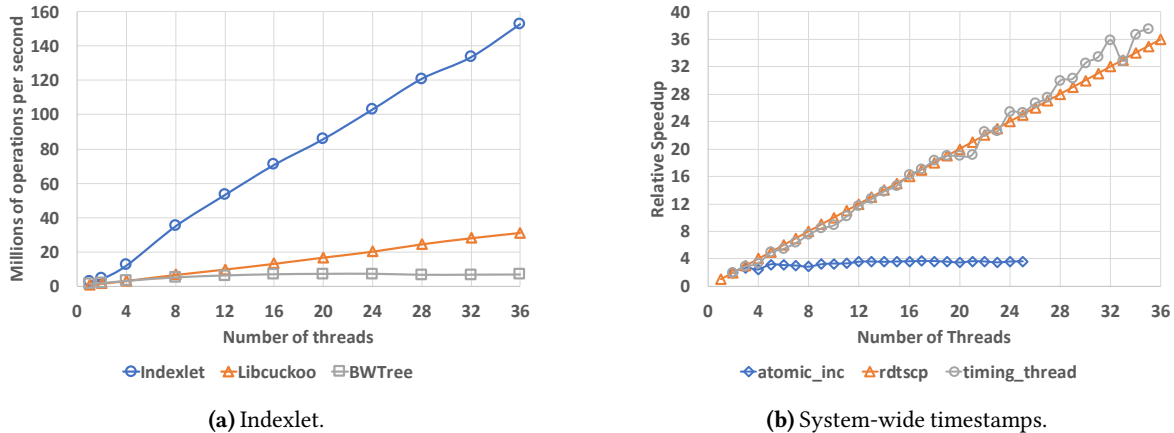 160
140
120
100
80
60
40
20
0
Millions of operations per second
0 4 8 12 16 20 24 28 32 36
Number of threads
Indexlet Libcuckoo BWTree
(a) Indexlet.
40
36
32
28
24
20
16
12
8
4
0
Relative Speedup
0 4 8 12 16 20 24 28 32 36
Number of Threads
atomic_inc rdtscp timing_thread
(b) System-wide timestamps.